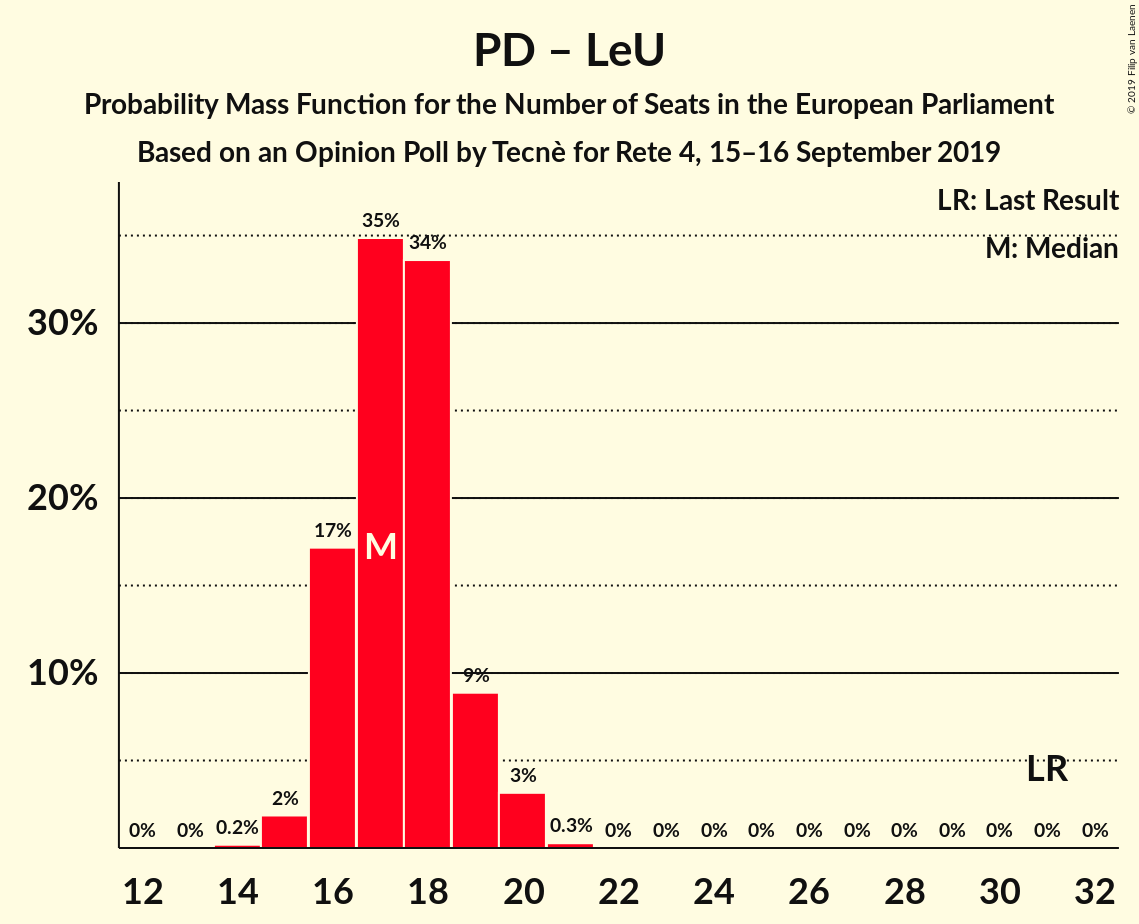 PD – LeU
Probability Mass Function for the Number of Seats in the European Parliament
Based on an Opinion Poll by Tecnè for Rete 4, 15–16 September 2019
© 2019 Filip van Laenen
LR: Last Result
M: Median
35%
34%
30%
20%
17%
M
10%
9%
LR
3%
2%
0% 0% 0.2% 0.3% 0% 0% 0% 0% 0% 0% 0% 0% 0% 0% 0%
12 14 16 18 20 22 24 26 28 30 32